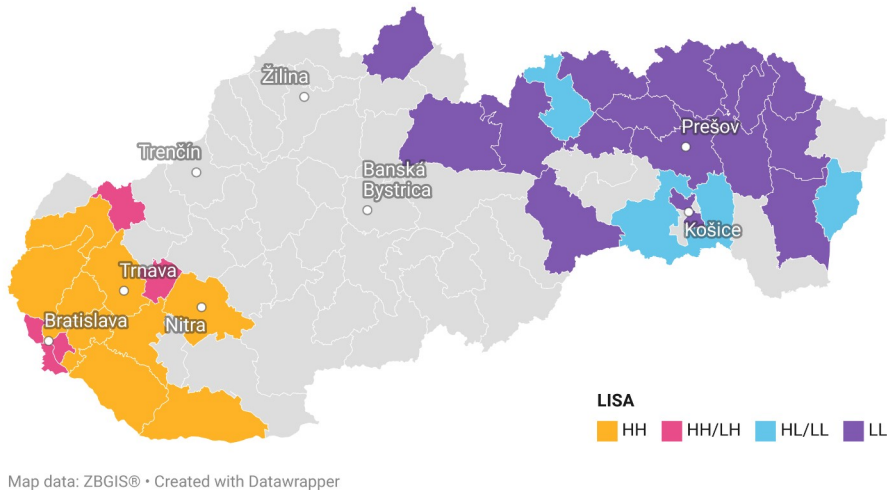 Žilina
Prešov
Trenčín
Banská
Bystrica
Košice
Trnava
Bratislava
Nitra
LISA
HH HH/LH HL/LL LL
Map data: ZBGIS® • Created with Datawrapper